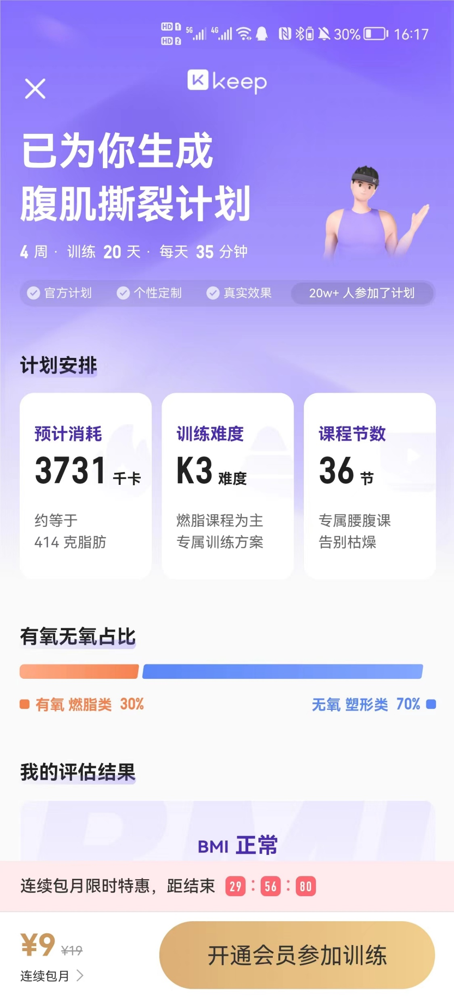 HD 1
HD 2
5G 4G 30% 16:17
keep
已为你生成
腹肌撕裂计划
4 周 · 训练 20 天 · 每天 35 分钟
官方计划 个性定制 真实效果 20w+ 人参加了计划
计划安排
预计消耗 训练难度 课程节数
3731 千卡 K3 难度 36 节
约等于 燃脂课程为主 专属腰腹课
414 克脂肪 专属训练方案 告别枯燥
有氧无氧占比
有氧 燃脂类 30% 无氧 塑形类 70%
我的评估结果
BMI 正常
连续包月限时特惠，距结束 29 : 56 : 80
¥9 ¥19
连续包月
开通会员参加训练